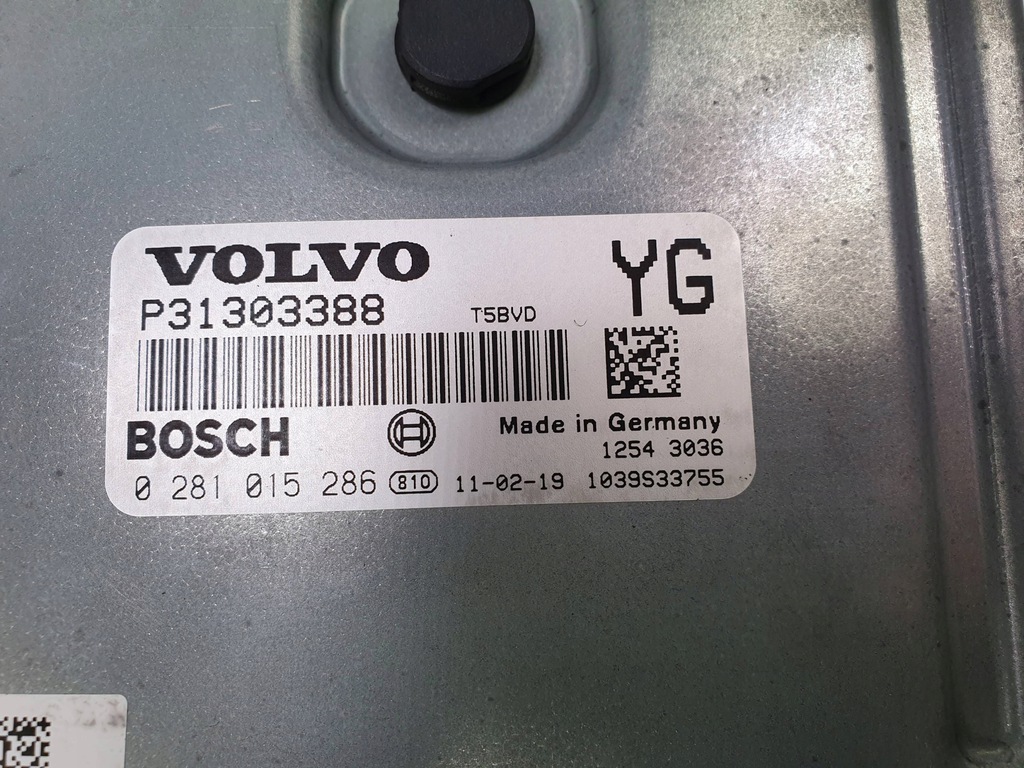 VOLVO
YG
P31303388
T5BVD
BOSCH
Made in Germany
1254 3036
0 281 015 286 810 11-02-19 1039S33755